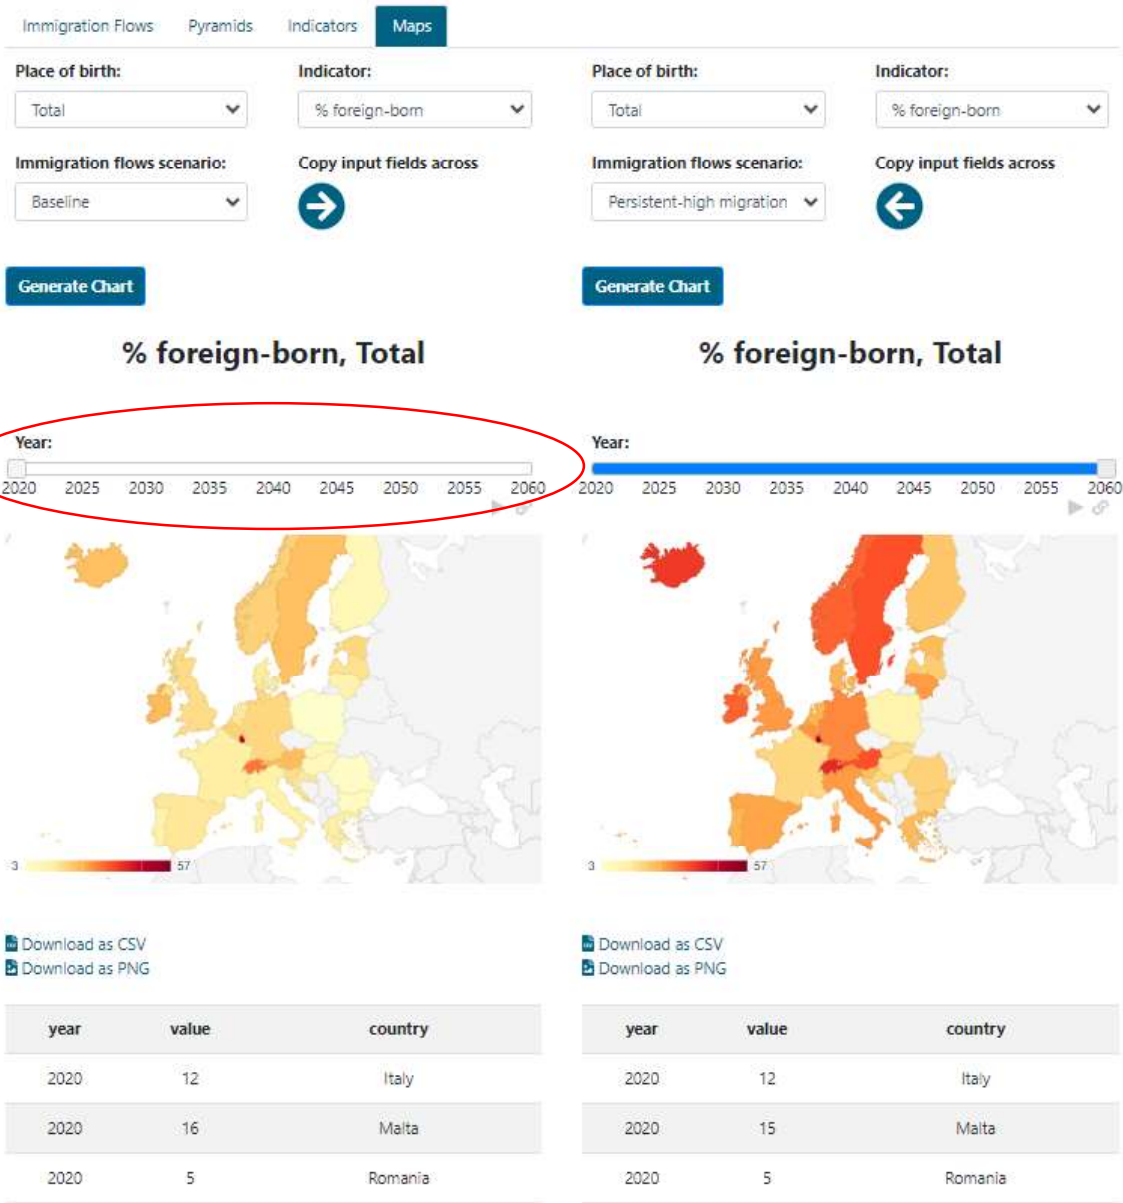 Immigration Flows Pyramids Indicators Maps
Place of birth: Indicator: Place of birth: Indicator:
Total % foreign-born Total % foreign-born
Immigration flows scenario: Copy input fields across Immigration flows scenario: Copy input fields across
Baseline Persistent-high migration
Generate Chart Generate Chart
% foreign-born, Total % foreign-born, Total
Year: Year:
2020 2025 2030 2035 2040 2045 2050 2055 2060 2020 2025 2030 2035 2040 2045 2050 2055 2060
3 57 3 57
Download as CSV Download as CSV
Download as PNG Download as PNG
year value country year value country
2020 12 Italy 2020 12 Italy
2020 16 Malta 2020 15 Malta
2020 5 Romania 2020 5 Romania